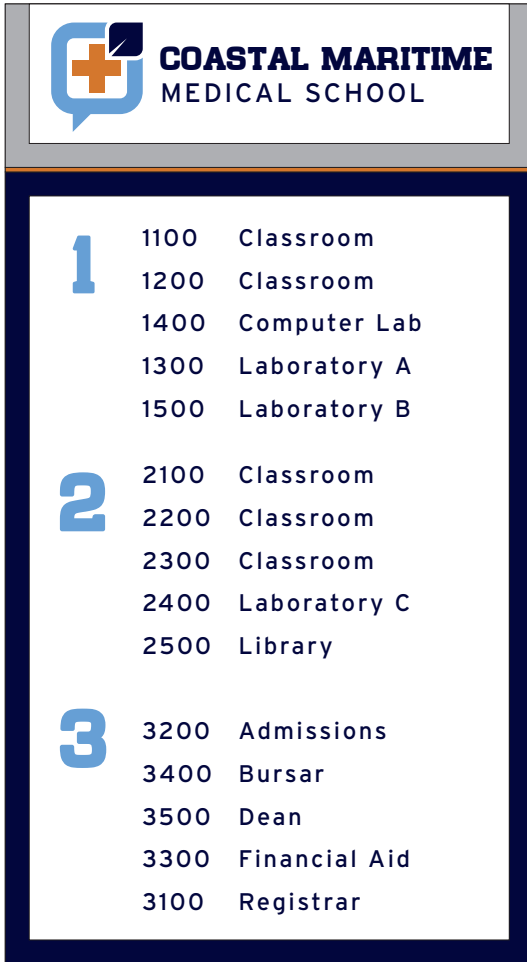 COASTAL MARITIME
MEDICAL SCHOOL
1
1100 Classroom
1200 Classroom
1400 Computer Lab
1300 Laboratory A
1500 Laboratory B
2
2100 Classroom
2200 Classroom
2300 Classroom
2400 Laboratory C
2500 Library
3
3200 Admissions
3400 Bursar
3500 Dean
3300 Financial Aid
3100 Registrar